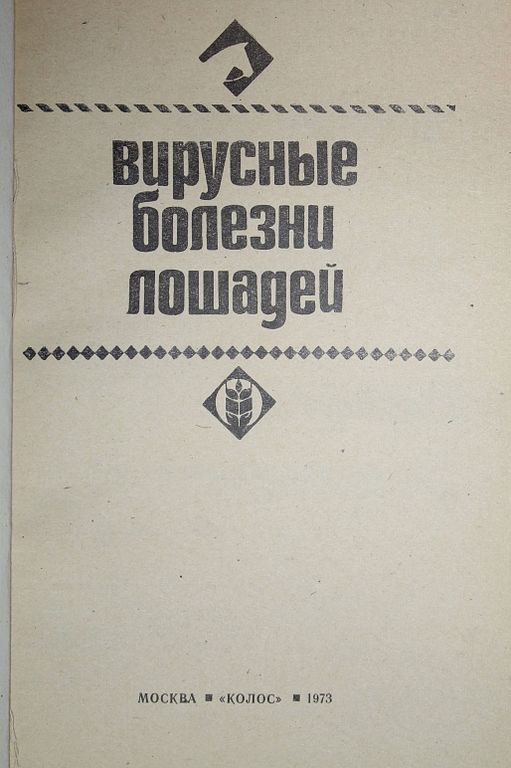 вирусные
болезни
лошадей
МОСКВА ■ «КОЛОС» ■ 1973